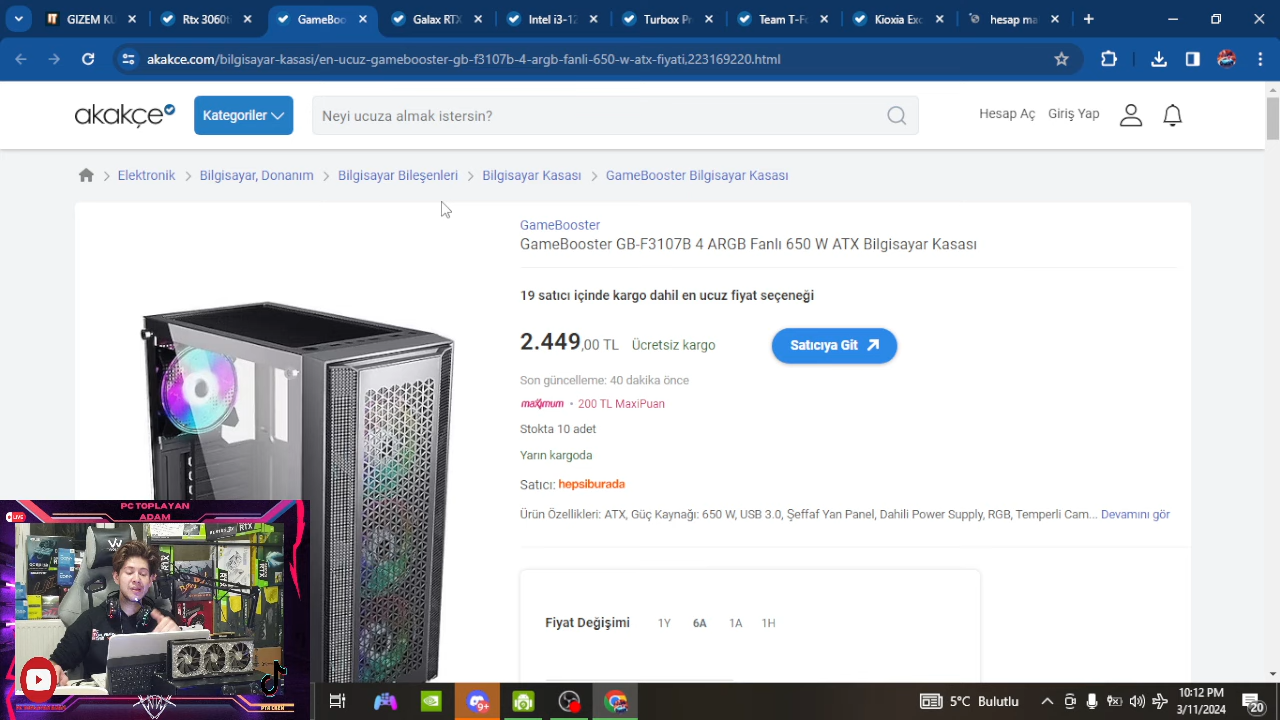 GIZEM KU
Rtx 3060t
GameBoo
Galax RTX
Intel i3-12
Turbox Pr
Team T-Fo
Kioxia Exc
hesap ma
akakce.com/bilgisayar-kasasi/en-ucuz-gamebooster-gb-f3107b-4-argb-fanli-650-w-atx-fiyati,223169220.html
akakçe
Kategoriler
Neyi ucuza almak istersin?
Hesap Aç Giriş Yap
Elektronik
Bilgisayar, Donanım
Bilgisayar Bileşenleri
Bilgisayar Kasası
GameBooster Bilgisayar Kasası
GameBooster
GameBooster GB-F3107B 4 ARGB Fanlı 650 W ATX Bilgisayar Kasası
19 satıcı içinde kargo dahil en ucuz fiyat seçeneği
2.449,00 TL Ücretsiz kargo
Satıcıya Git
Son güncelleme: 40 dakika önce
maximum • 200 TL MaxiPuan
Stokta 10 adet
Yarın kargoda
Satıcı: hepsiburada
Ürün Özellikleri: ATX, Güç Kaynağı: 650 W, USB 3.0, Şeffaf Yan Panel, Dahili Power Supply, RGB, Temperli Cam... Devamını gör
Fiyat Değişimi 1Y 6A 1A 1H
LIVE
PC TOPLAYAN
ADAM
5°C Bulutlu
10:12 PM
3/11/2024
20